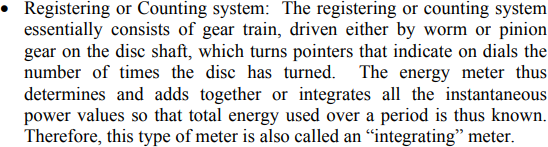 • Registering or Counting system: The registering or counting system
essentially consists of gear train, driven either by worm or pinion
gear on the disc shaft, which turns pointers that indicate on dials the
number of times the disc has turned. The energy meter thus
determines and adds together or integrates all the instantaneous
power values so that total energy used over a period is thus known.
Therefore, this type of meter is also called an “integrating” meter.